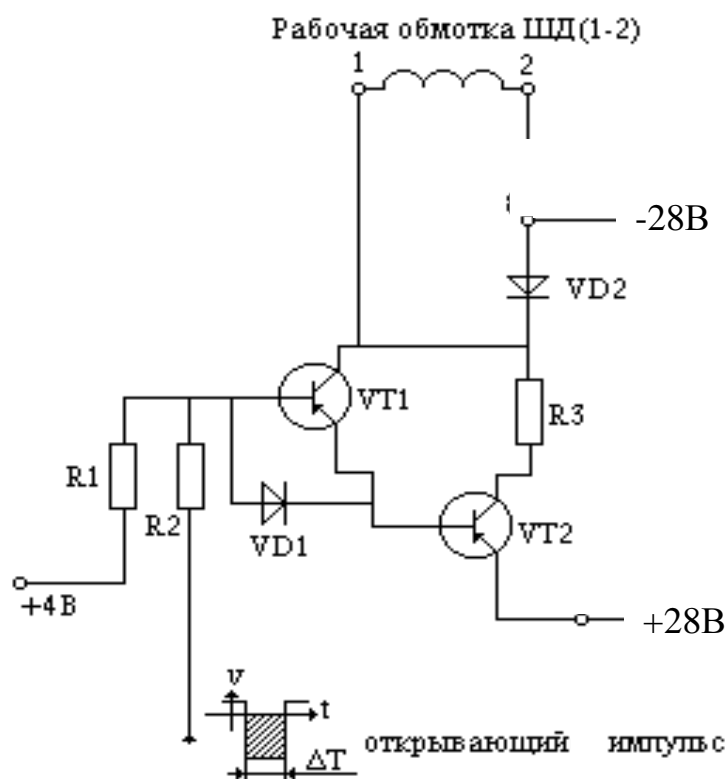 Рабочая обмотка ШД(1-2)
1 2
-28В
VD2
VT1
R3
R1
R2
VD1
VT2
+4В
+28В
v
t
ΔT
открывающий импульс